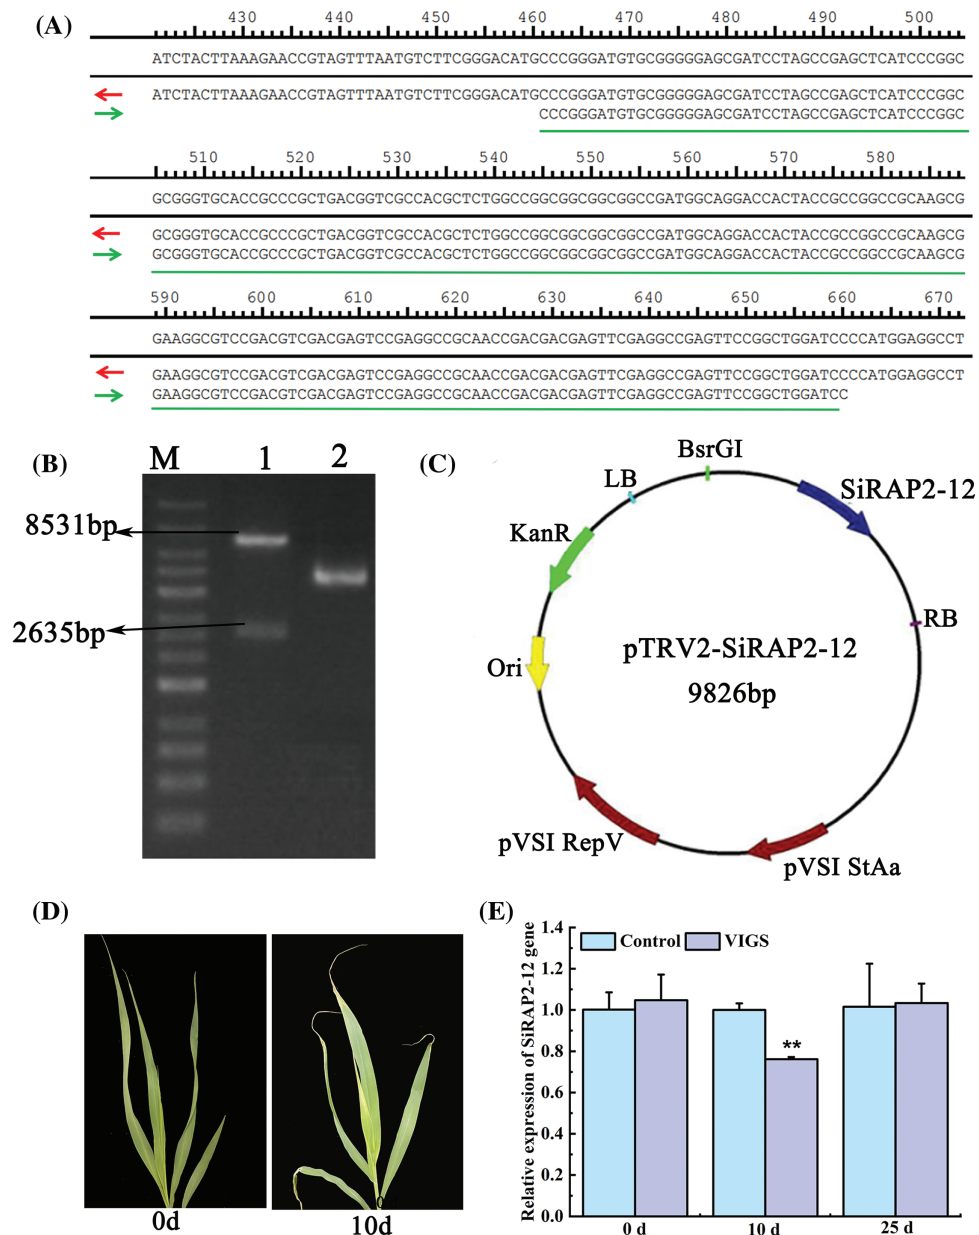 (A)
430 440 450 460 470 480 490 500
ATCTACTTAAAGAACCGTAGTTTAATGTCTTCGGGACATGCCCGGGATGTGCGGGGGAGCGATCCTAGCCGAGCTCATCCCGGC
ATCTACTTAAAGAACCGTAGTTTAATGTCTTCGGGACATGCCCGGGATGTGCGGGGGAGCGATCCTAGCCGAGCTCATCCCGGC
CCCGGGATGTGCGGGGGAGCGATCCTAGCCGAGCTCATCCCGGC
510 520 530 540 550 560 570 580
GCGGGTGCACCGCCCGCTGACGGTCGCCACGCTCTGGCCGGCGGCGGCGGCCGATGGCAGGACCACTACCGCCGGCCGCAAGCG
GCGGGTGCACCGCCCGCTGACGGTCGCCACGCTCTGGCCGGCGGCGGCGGCCGATGGCAGGACCACTACCGCCGGCCGCAAGCG
GCGGGTGCACCGCCCGCTGACGGTCGCCACGCTCTGGCCGGCGGCGGCGGCCGATGGCAGGACCACTACCGCCGGCCGCAAGCG
590 600 610 620 630 640 650 660 670
GAAGGCGTCCGACGTCGACGAGTCCGAGGCCGCAACCGACGACGAGTTCGAGGCCGAGTTCCGGCTGGATCCCCATGGAGGCCT
GAAGGCGTCCGACGTCGACGAGTCCGAGGCCGCAACCGACGACGAGTTCGAGGCCGAGTTCCGGCTGGATCCCCATGGAGGCCT
GAAGGCGTCCGACGTCGACGAGTCCGAGGCCGCAACCGACGACGAGTTCGAGGCCGAGTTCCGGCTGGATCC
(B)
M 1 2
8531bp
2635bp
(C)
BsrGI
LB
SiRAP2-12
KanR
RB
pTRV2-SiRAP2-12
Ori
9826bp
pVSI RepV
pVSI StAa
(D)
0d
10d
(E)
Relative expression of SiRAP2-12 gene
1.4
1.2
1.0
0.8
0.6
0.4
0.2
0.0
Control VIGS
**
0 d 10 d 25 d